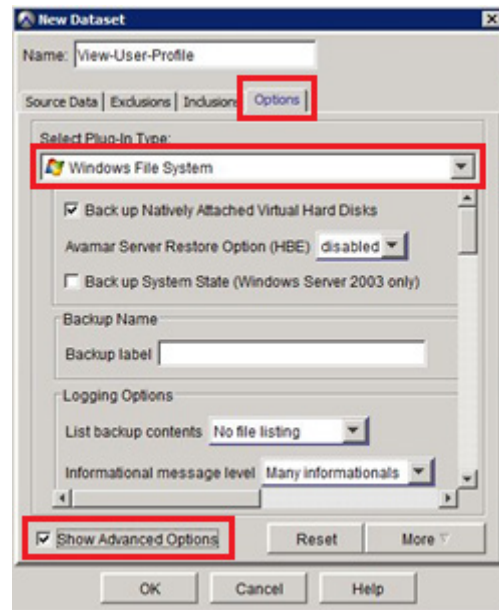 New Dataset
Name: View-User-Profile
Source Data Exclusions Inclusions Options
Select Plug-In Type:
Windows File System
Back up Natively Attached Virtual Hard Disks
Avamar Server Restore Option (HBE) disabled
Back up System State (Windows Server 2003 only)
Backup Name
Backup label
Logging Options
List backup contents No file listing
Informational message level Many informationals
Show Advanced Options Reset More
OK Cancel Help